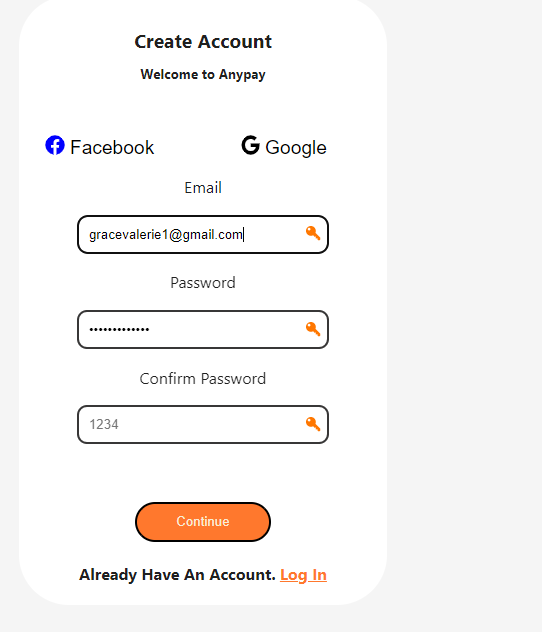 Create Account
Welcome to Anypay
Facebook Google
Email
gracevalerie1@gmail.com
Password
•••••••••••••
Confirm Password
1234
Continue
Already Have An Account. Log In